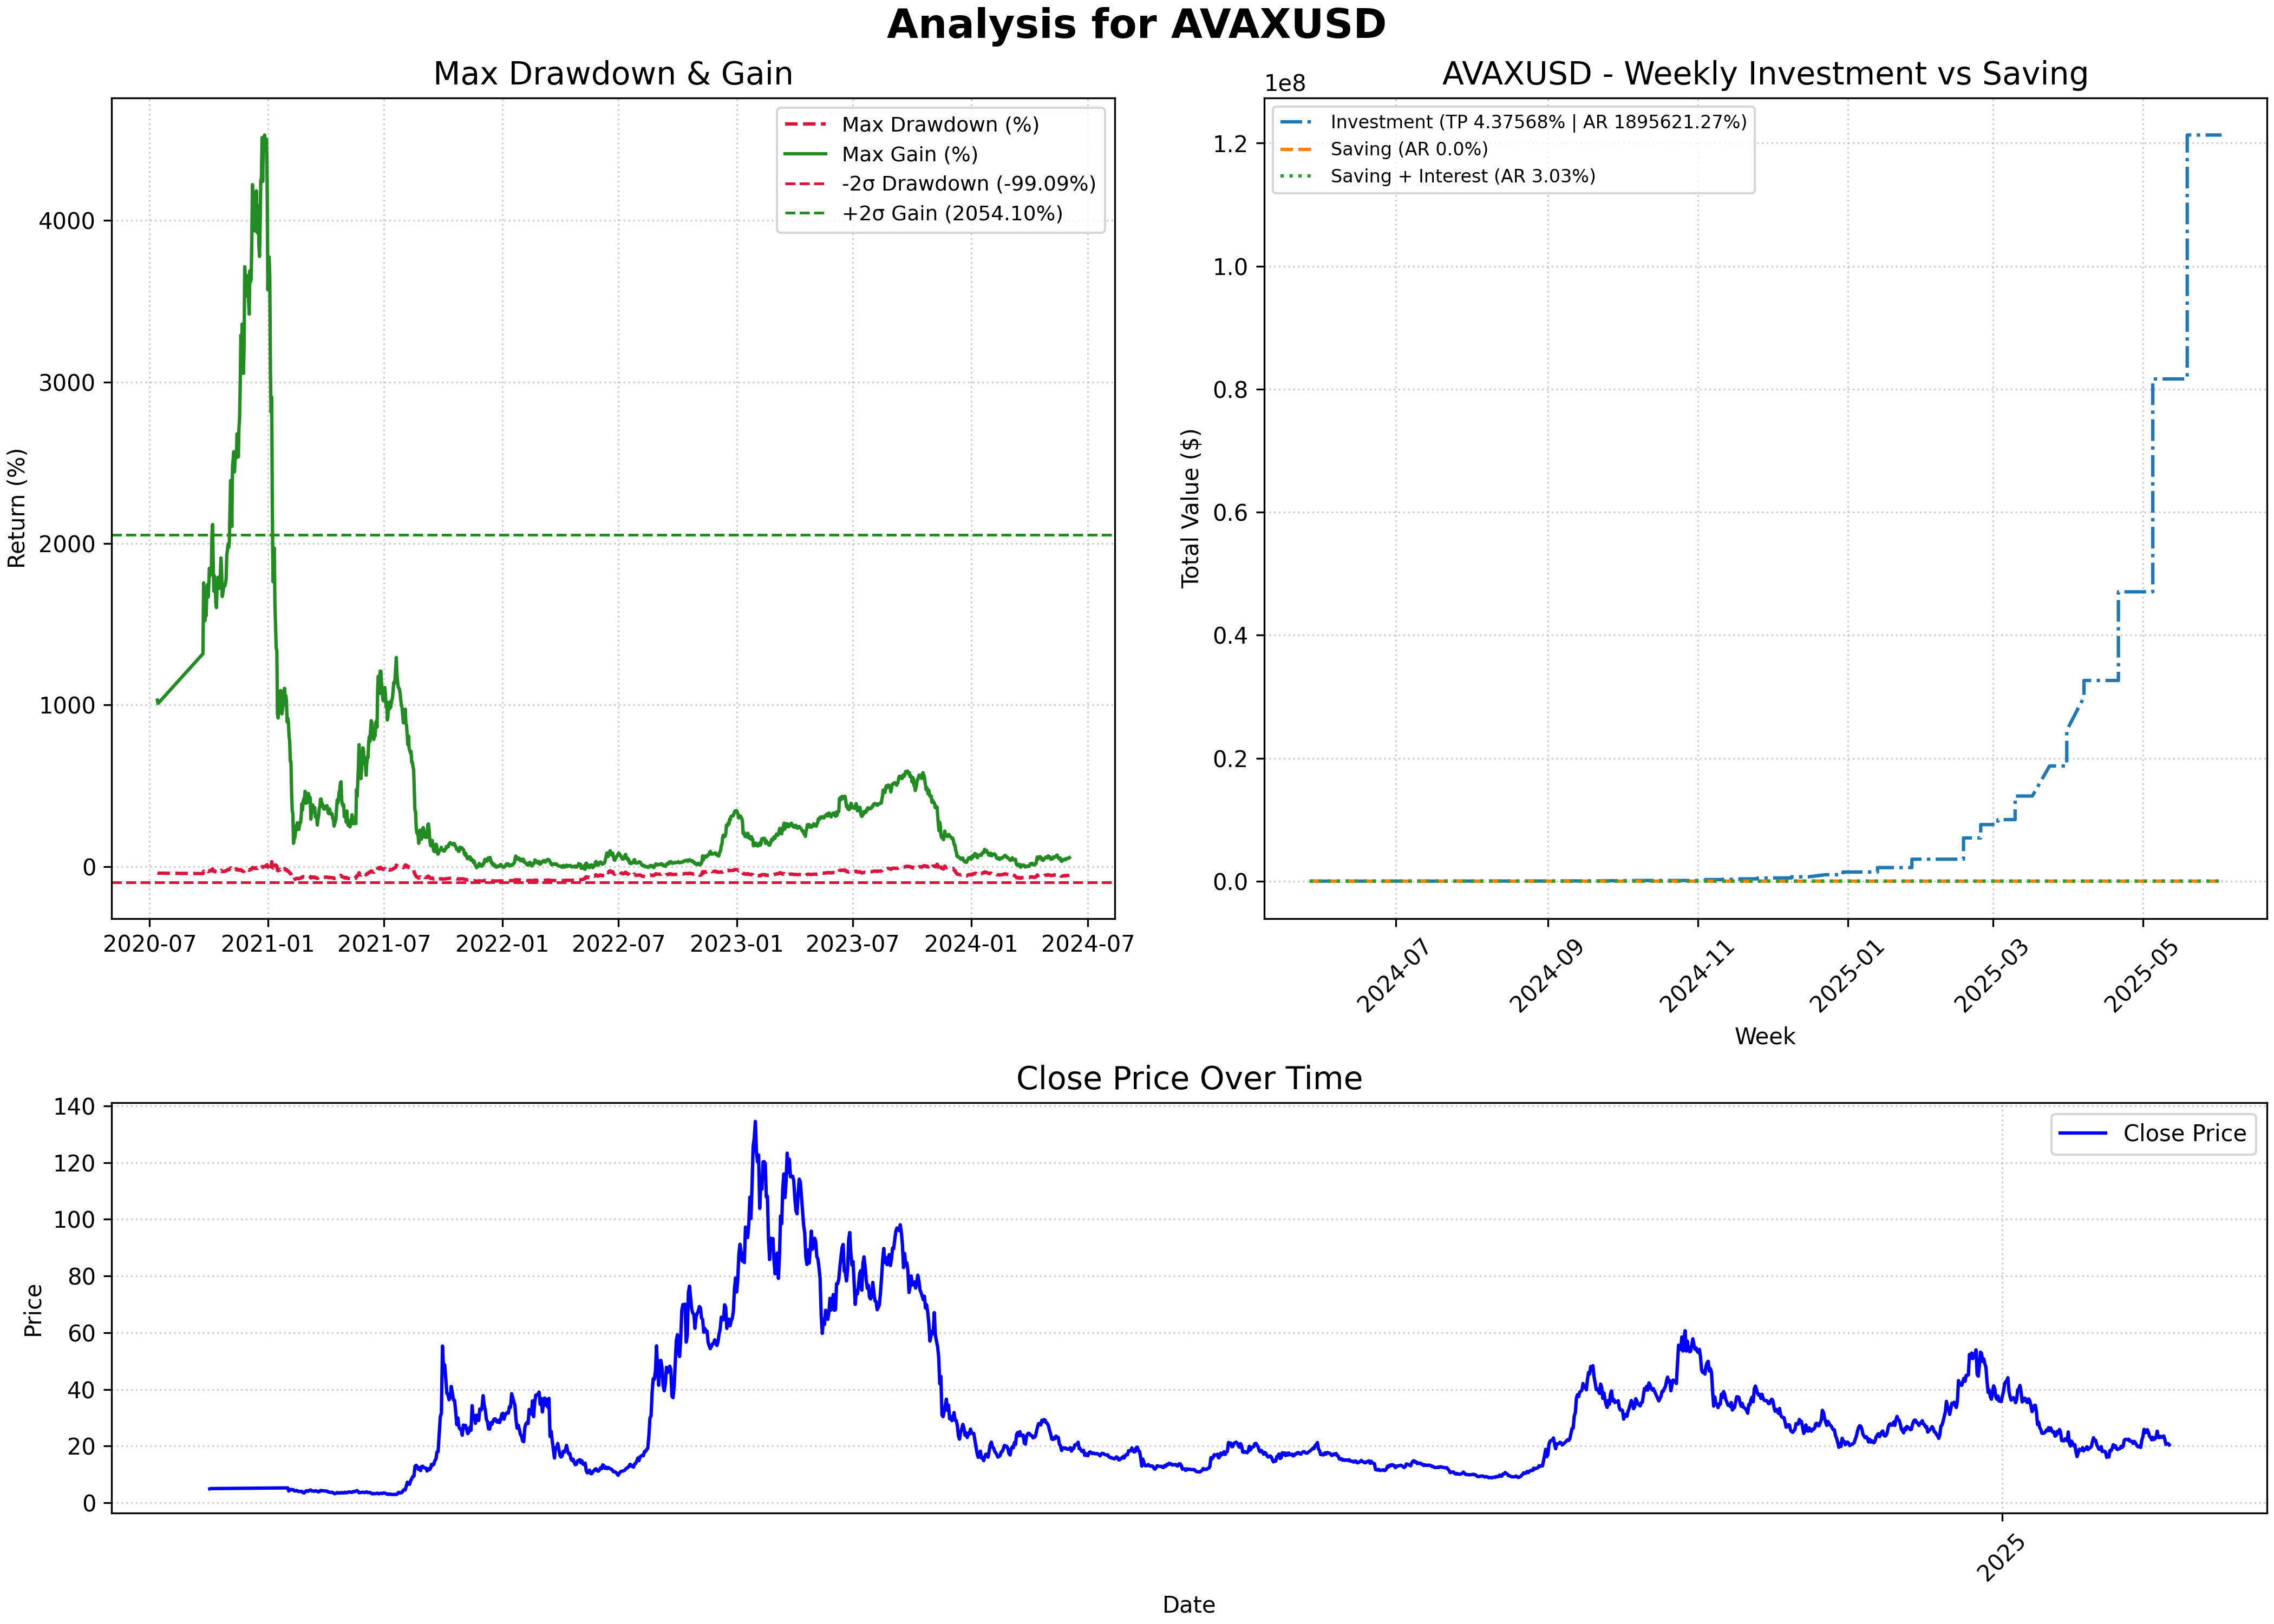 Analysis for AVAXUSD
Max Drawdown & Gain
Max Drawdown (%)
Max Gain (%)
-2σ Drawdown (-99.09%)
+2σ Gain (2054.10%)
Return (%)
4000
3000
2000
1000
0
2020-07
2021-01
2021-07
2022-01
2022-07
2023-01
2023-07
2024-01
2024-07
AVAXUSD - Weekly Investment vs Saving
1e8
Investment (TP 4.37568% | AR 1895621.27%)
Saving (AR 0.0%)
Saving + Interest (AR 3.03%)
Total Value ($)
1.2
1.0
0.8
0.6
0.4
0.2
0.0
2024-07
2024-09
2024-11
2025-01
2025-03
2025-05
Week
Close Price Over Time
Close Price
Price
140
120
100
80
60
40
20
0
2025
Date